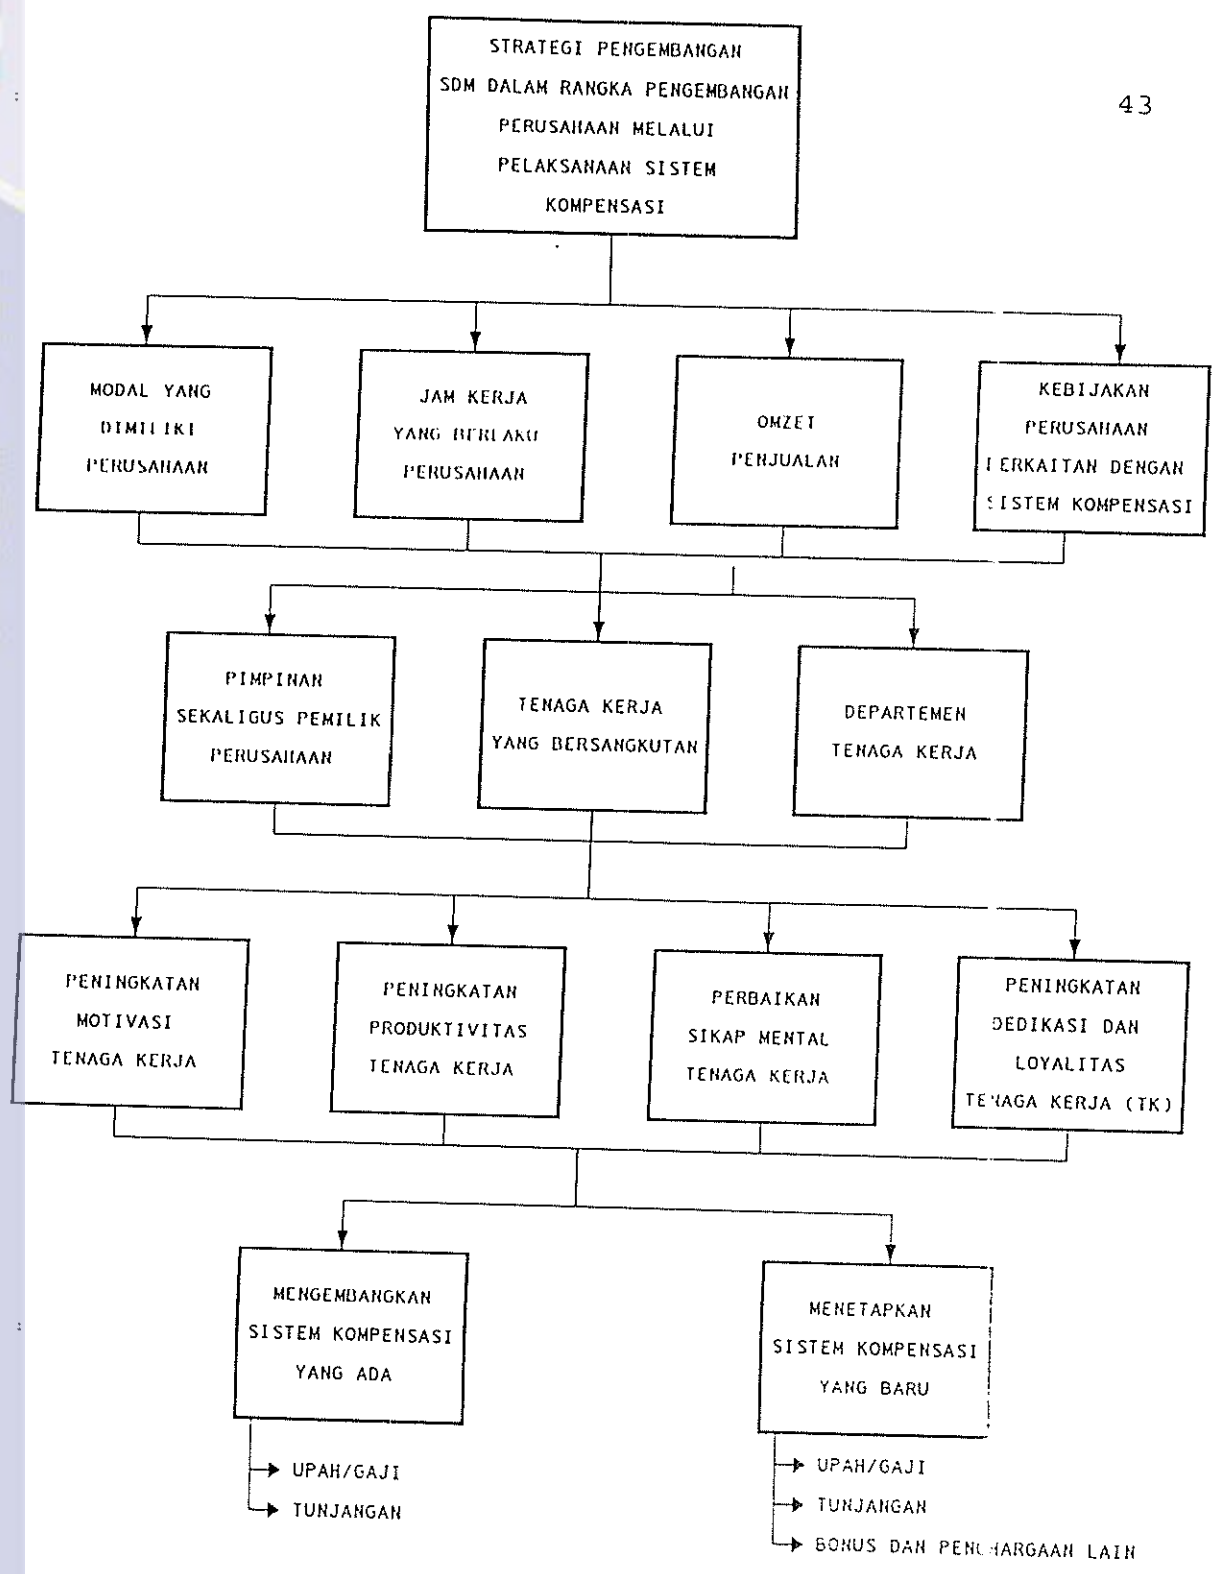 43
STRATEGI PENGEMBANGAN
SDM DALAM RANGKA PENGEMBANGAN
PERUSAHAAN MELALUI
PELAKSANAAN SISTEM
KOMPENSASI
MODAL YANG
DIMILIKI
PERUSAHAAN
JAM KERJA
YANG BERLAKU
PERUSAHAAN
OMZET
PENJUALAN
KEBIJAKAN
PERUSAHAAN
BERKAITAN DENGAN
SISTEM KOMPENSASI
PIMPINAN
SEKALIGUS PEMILIK
PERUSAHAAN
TENAGA KERJA
YANG BERSANGKUTAN
DEPARTEMEN
TENAGA KERJA
PENINGKATAN
MOTIVASI
TENAGA KERJA
PENINGKATAN
PRODUKTIVITAS
TENAGA KERJA
PERBAIKAN
SIKAP MENTAL
TENAGA KERJA
PENINGKATAN
DEDIKASI DAN
LOYALITAS
TENAGA KERJA (TK)
MENGEMBANGKAN
SISTEM KOMPENSASI
YANG ADA
UPAH/GAJI
TUNJANGAN
MENETAPKAN
SISTEM KOMPENSASI
YANG BARU
UPAH/GAJI
TUNJANGAN
BONUS DAN PENGHARGAAN LAIN